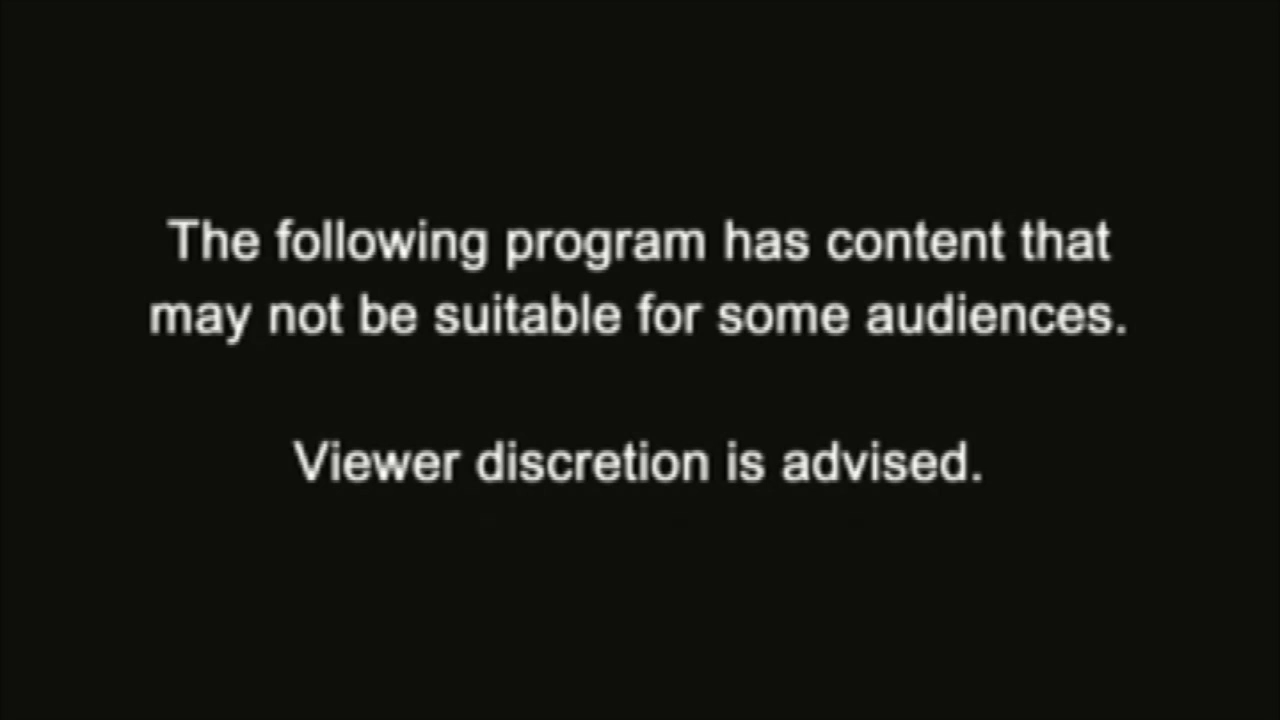 The following program has content that
may not be suitable for some audiences.
Viewer discretion is advised.